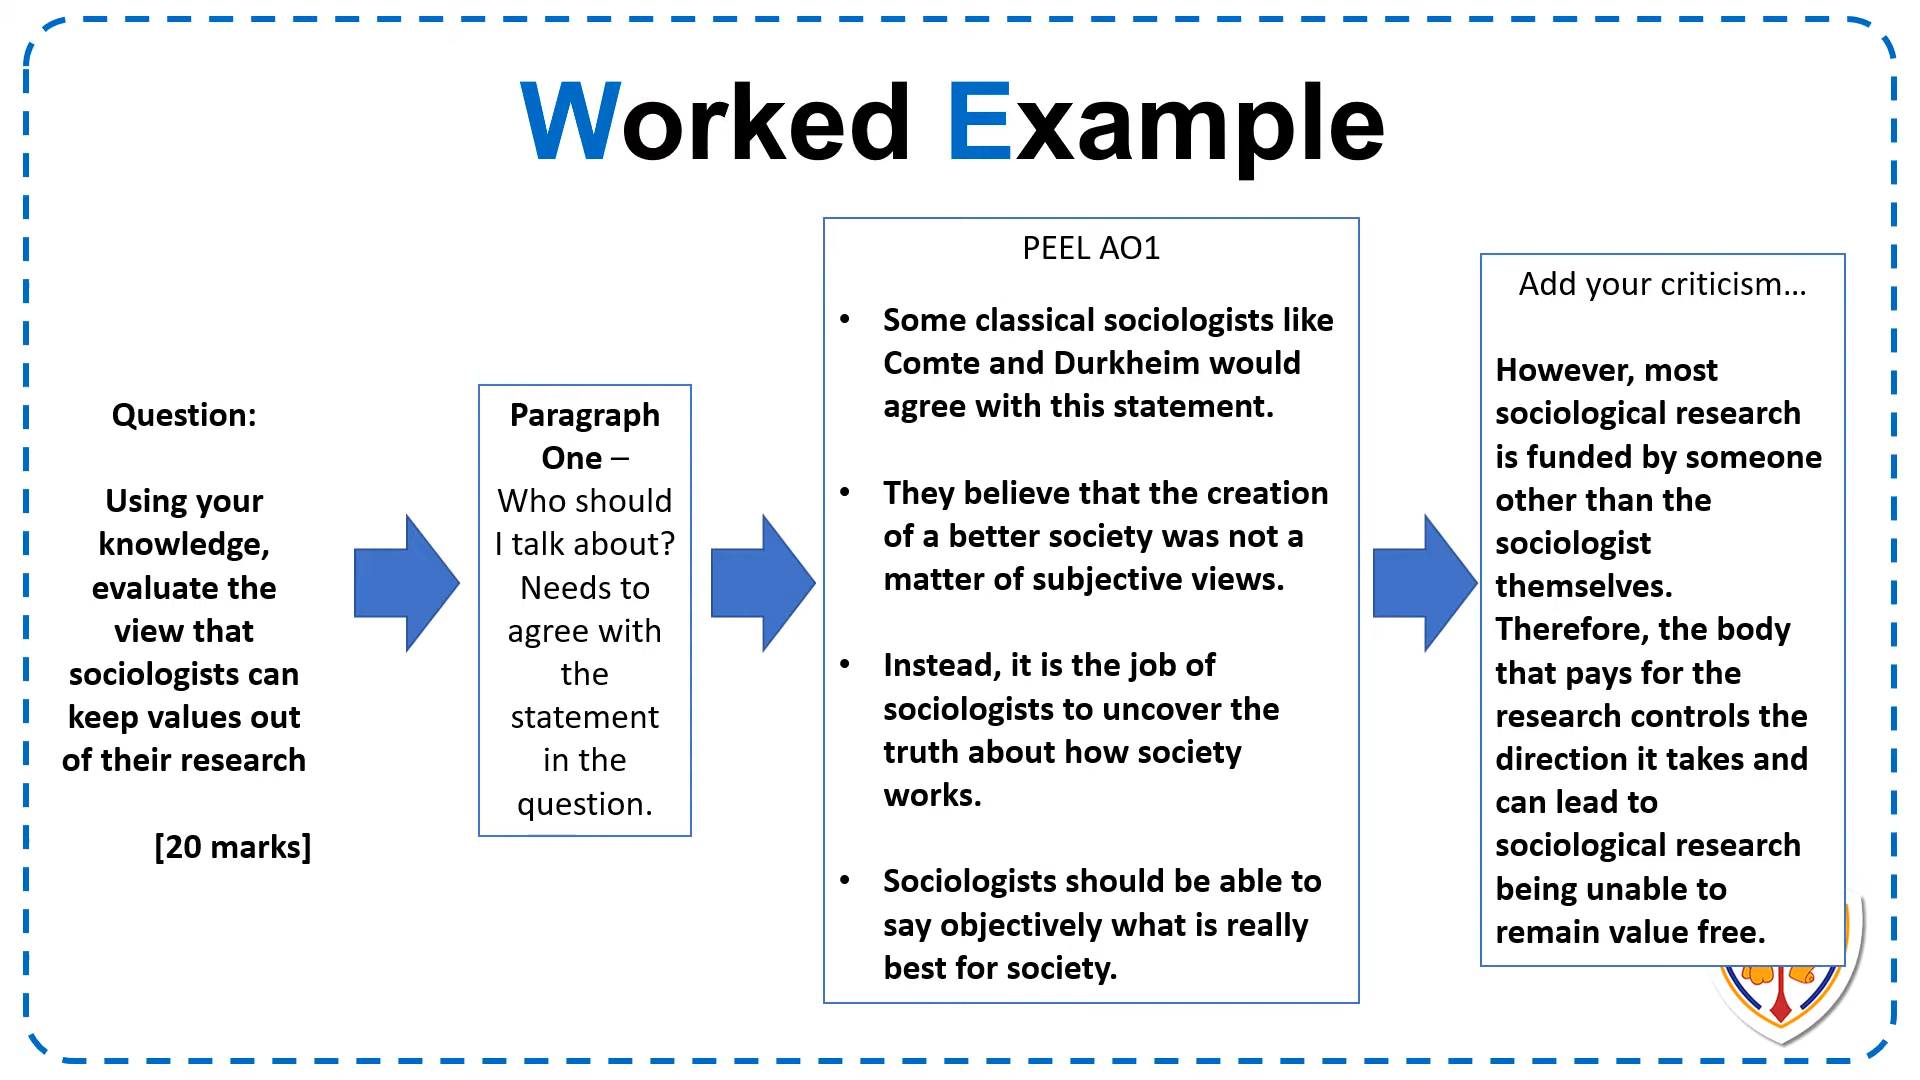 Worked Example
Question:
Using your
knowledge,
evaluate the
view that
sociologists can
keep values out
of their research
[20 marks]
Paragraph
One –
Who should
I talk about?
Needs to
agree with
the
statement
in the
question.
PEEL AO1
• Some classical sociologists like
Comte and Durkheim would
agree with this statement.
• They believe that the creation
of a better society was not a
matter of subjective views.
• Instead, it is the job of
sociologists to uncover the
truth about how society
works.
• Sociologists should be able to
say objectively what is really
best for society.
Add your criticism...
However, most
sociological research
is funded by someone
other than the
sociologist
themselves.
Therefore, the body
that pays for the
research controls the
direction it takes and
can lead to
sociological research
being unable to
remain value free.